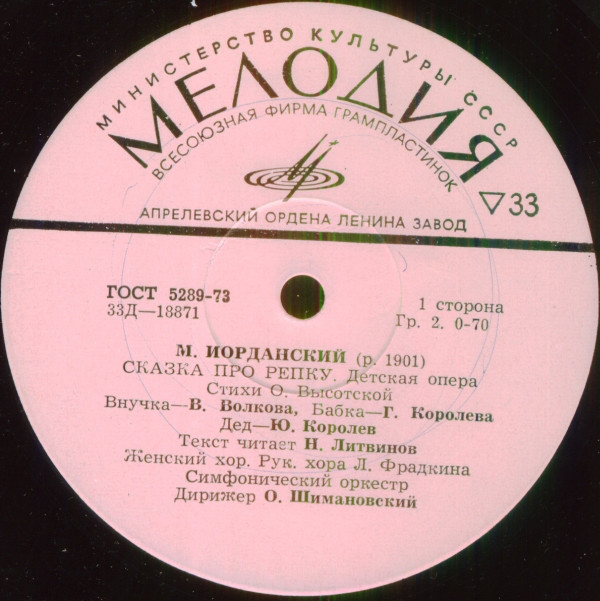 МИНИСТЕРСТВО КУЛЬТУРЫ СССР
МЕЛОДИЯ
ВСЕСОЮЗНАЯ ФИРМА ГРАМПЛАСТИНОК
▽33
АПРЕЛЕВСКИЙ ОРДЕНА ЛЕНИНА ЗАВОД
ГОСТ 5289-73
33Д—18871
1 сторона
Гр. 2. 0-70
М. ИОРДАНСКИЙ (р. 1901)
СКАЗКА ПРО РЕПКУ. Детская опера
Стихи О. Высотской
Внучка—В. Волкова, Бабка—Г. Королева
Дед—Ю. Королев
Текст читает Н. Литвинов
Женский хор. Рук. хора Л. Фрадкина
Симфонический оркестр
Дирижер О. Шимановский